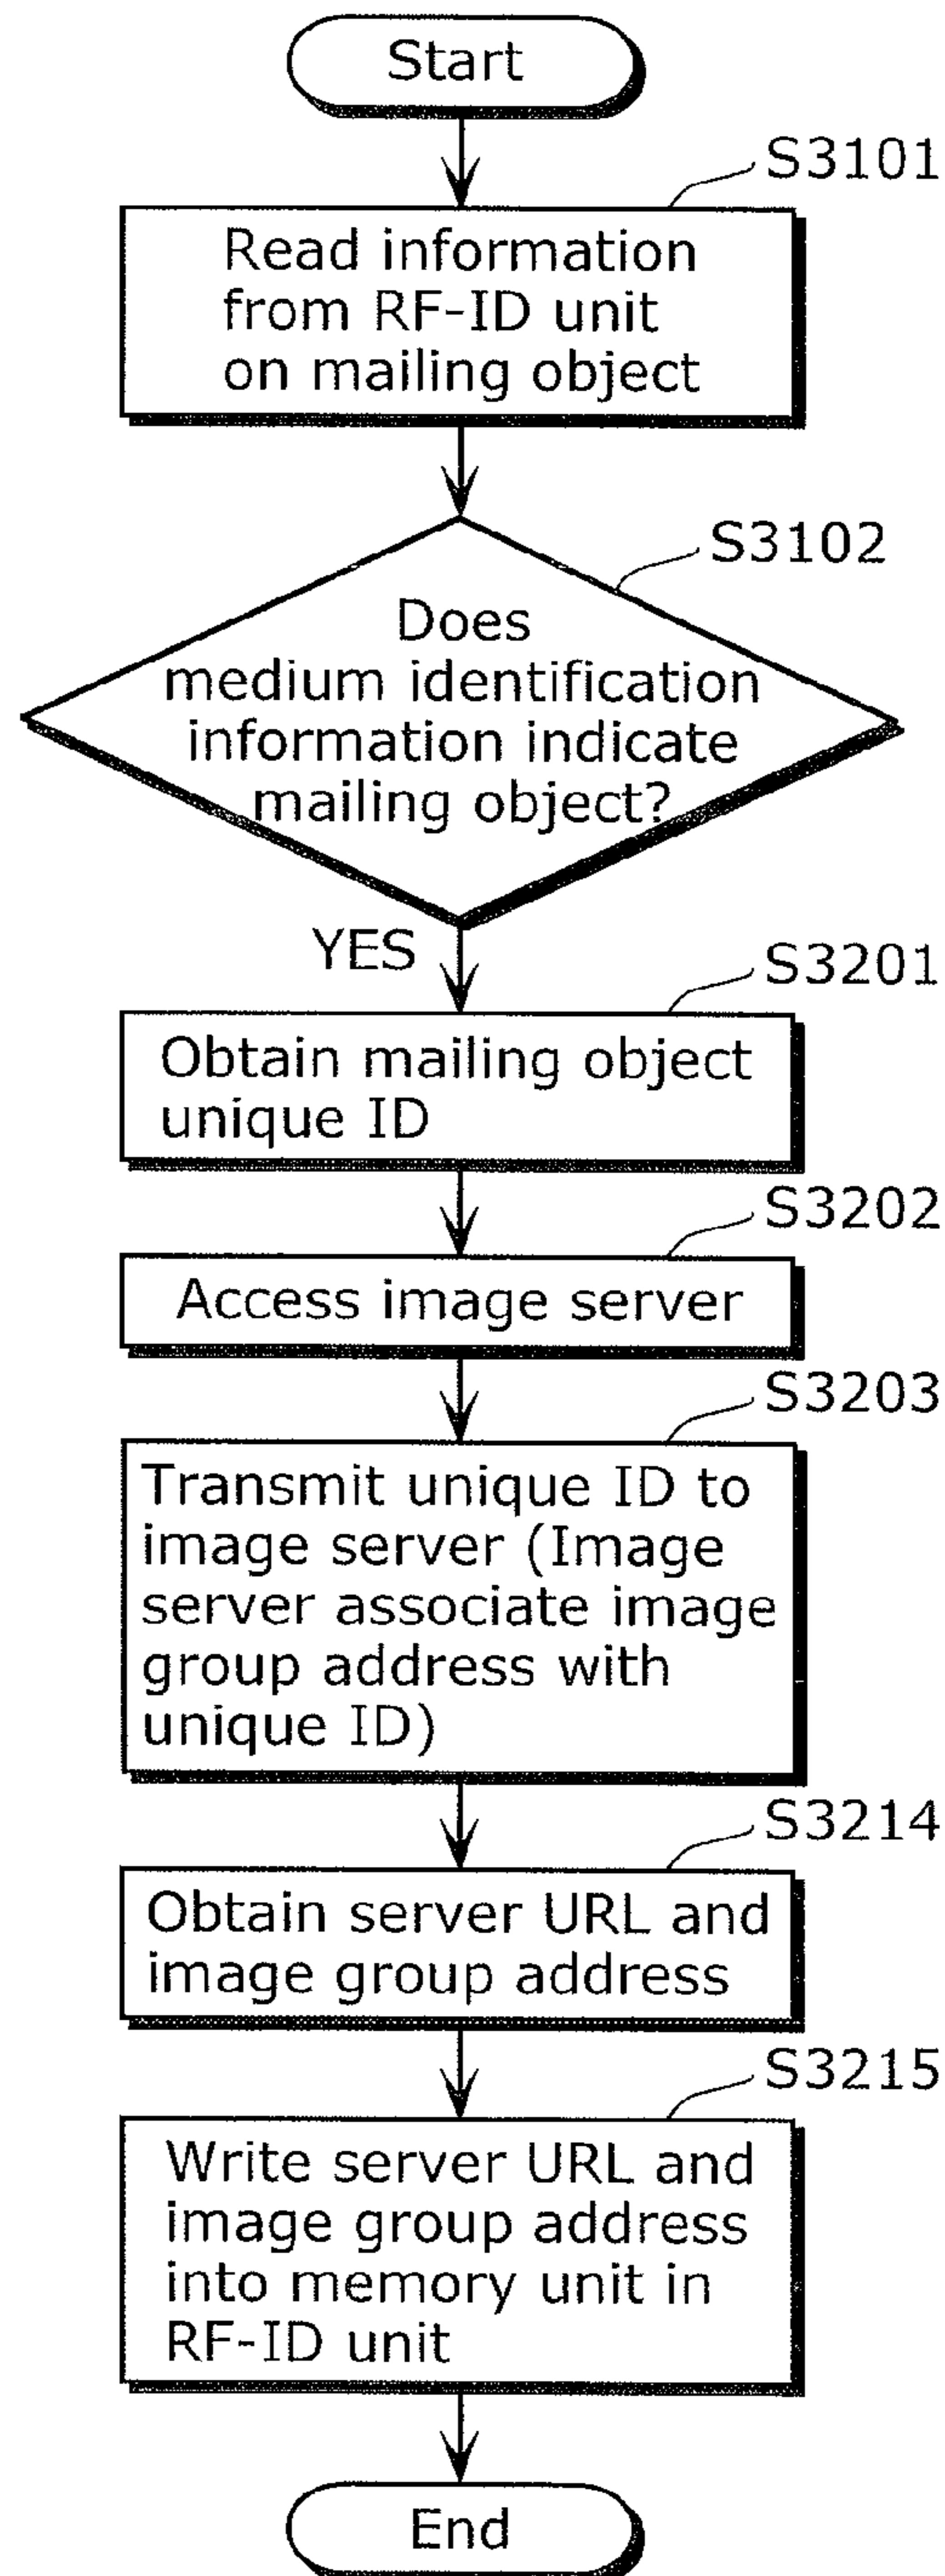 Start
S3101
Read information
from RF-ID unit
on mailing object
S3102
Does
medium identification
information indicate
mailing object?
YES
S3201
Obtain mailing object
unique ID
S3202
Access image server
S3203
Transmit unique ID to
image server (Image
server associate image
group address with
unique ID)
S3214
Obtain server URL and
image group address
S3215
Write server URL and
image group address
into memory unit in
RF-ID unit
End